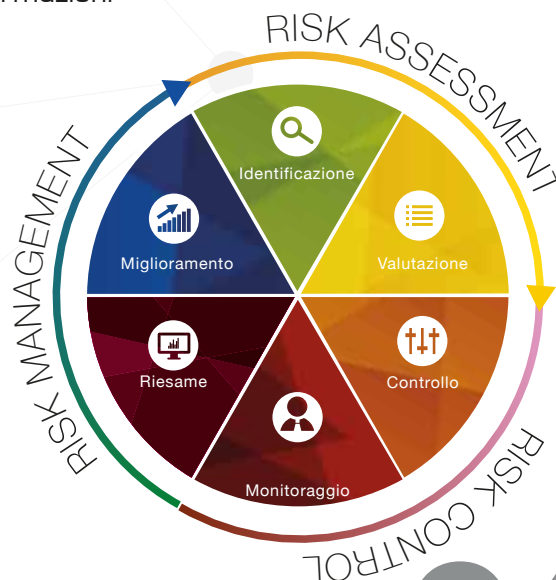 RISK ASSESSMENT
Identificazione
Valutazione
Controllo
RISK CONTROL
Monitoraggio
Riesame
Miglioramento
RISK MANAGEMENT